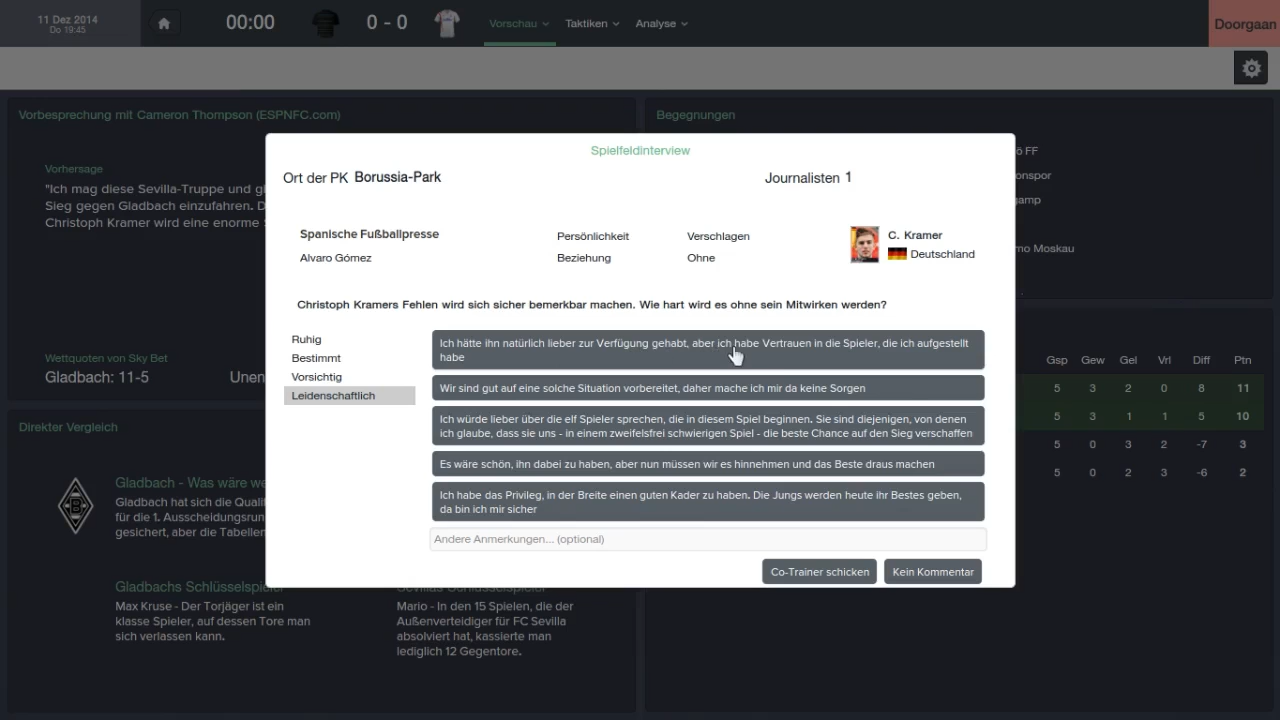 11 Dez 2014
Do 19:45
00:00
0 - 0
Vorschau
Taktiken
Analyse
Doorgaan
Vorbesprechung mit Cameron Thompson (ESPNFC.com)
Begegnungen
Spielfeldinterview
Ort der PK Borussia-Park
Journalisten 1
Vorhersage
"Ich mag diese Sevilla-Truppe und
Sieg gegen Gladbach einzufahren.
Christoph Kramer wird eine enorme
ö FF
onspor
gamp
mo Moskau
Spanische Fußballpresse
Alvaro Gómez
Persönlichkeit
Verschlagen
Beziehung
Ohne
C. Kramer
Deutschland
Christoph Kramers Fehlen wird sich sicher bemerkbar machen. Wie hart wird es ohne sein Mitwirken werden?
Ruhig
Bestimmt
Vorsichtig
Leidenschaftlich
Ich hätte ihn natürlich lieber zur Verfügung gehabt, aber ich habe Vertrauen in die Spieler, die ich aufgestellt
habe
Wir sind gut auf eine solche Situation vorbereitet, daher mache ich mir da keine Sorgen
Ich würde lieber über die elf Spieler sprechen, die in diesem Spiel beginnen. Sie sind diejenigen, von denen
ich glaube, dass sie uns - in einem zweifelsfrei schwierigen Spiel - die beste Chance auf den Sieg verschaffen
Es wäre schön, ihn dabei zu haben, aber nun müssen wir es hinnehmen und das Beste draus machen
Ich habe das Privileg, in der Breite einen guten Kader zu haben. Die Jungs werden heute ihr Bestes geben,
da bin ich mir sicher
Andere Anmerkungen... (optional)
Co-Trainer schicken
Kein Kommentar
Wettquoten von Sky Bet
Gladbach: 11-5
Unen
Gsp Gew Gel Vrl Diff Ptn
5 3 2 0 8 11
5 3 1 1 5 10
5 0 3 2 -7 3
5 0 2 3 -6 2
Direkter Vergleich
Gladbach - Was wäre we
Gladbach hat sich die Qualif
für die 1. Ausscheidungsrun
gesichert, aber die Tabellen
Gladbachs Schlüsselspieler
Max Kruse - Der Torjäger ist ein
klasse Spieler, auf dessen Tore man
sich verlassen kann.
Sevillas Schlüsselspieler
Mario - In den 15 Spielen, die der
Außenverteidiger für FC Sevilla
absolviert hat, kassierte man
lediglich 12 Gegentore.